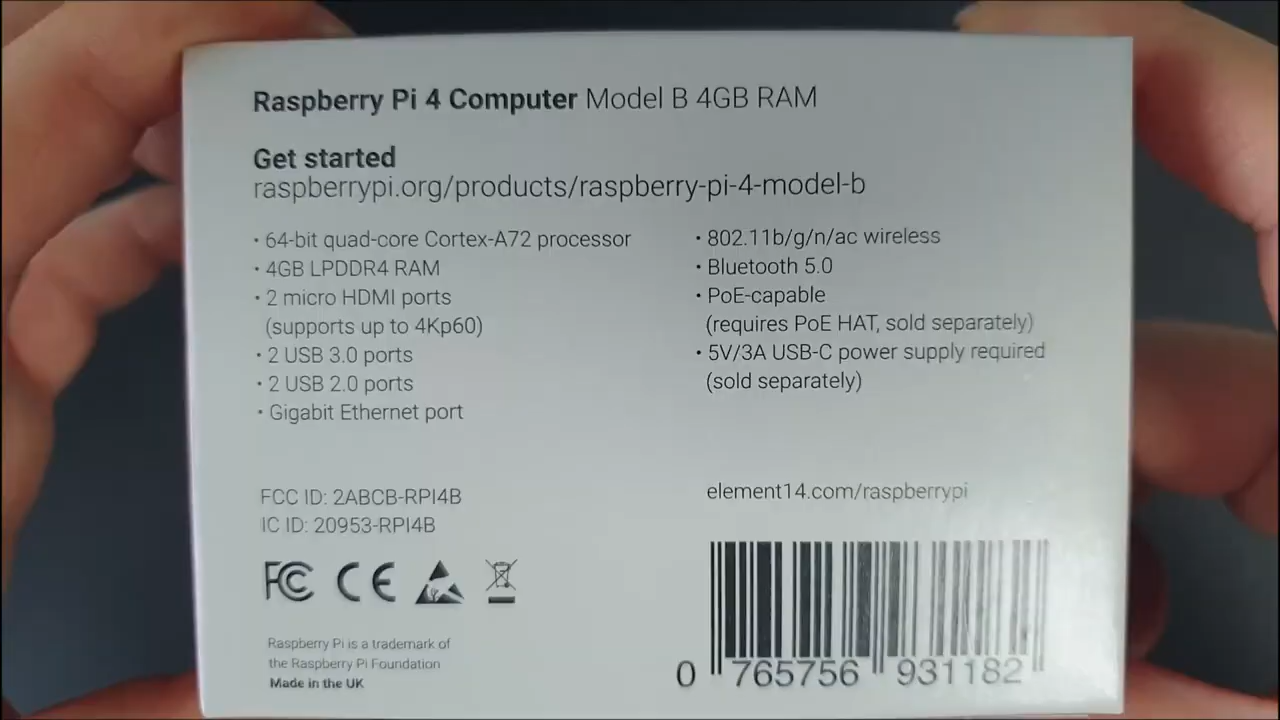 Raspberry Pi 4 Computer Model B 4GB RAM
Get started
raspberrypi.org/products/raspberry-pi-4-model-b
· 64-bit quad-core Cortex-A72 processor
· 4GB LPDDR4 RAM
· 2 micro HDMI ports
(supports up to 4Kp60)
· 2 USB 3.0 ports
· 2 USB 2.0 ports
· Gigabit Ethernet port
· 802.11b/g/n/ac wireless
· Bluetooth 5.0
· PoE-capable
(requires PoE HAT, sold separately)
· 5V/3A USB-C power supply required
(sold separately)
FCC ID: 2ABCB-RPI4B
IC ID: 20953-RPI4B
FC CE
Raspberry Pi is a trademark of
the Raspberry Pi Foundation
Made in the UK
element14.com/raspberrypi
0 765756 931182